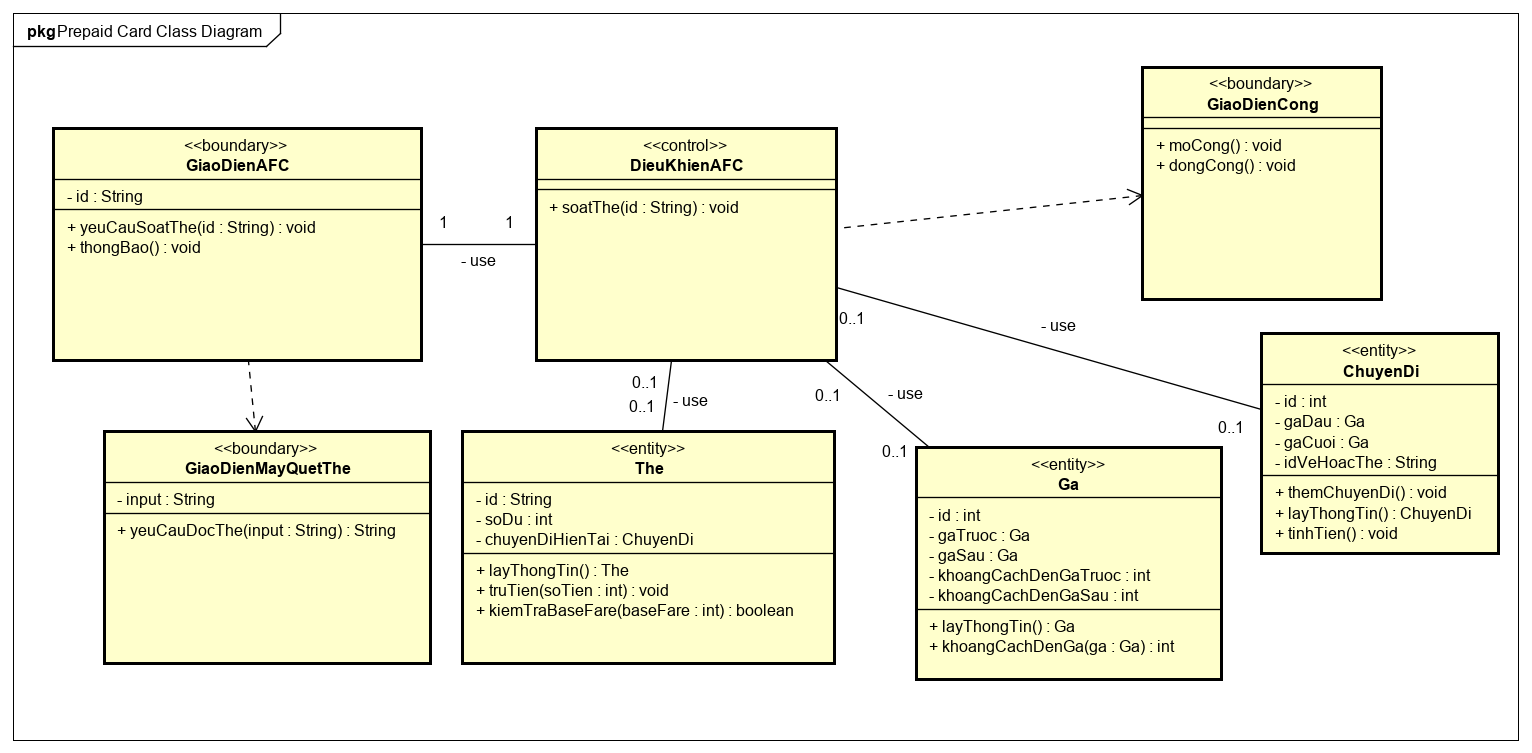 pkg Prepaid Card Class Diagram
<<boundary>>
GiaoDienAFC
- id : String
+ yeuCauSoatThe(id : String) : void
+ thongBao() : void
1
1
- use
<<control>>
DieuKhienAFC
+ soatThe(id : String) : void
<<boundary>>
GiaoDienCong
+ moCong() : void
+ dongCong() : void
0..1
- use
0..1
<<entity>>
ChuyenDi
- id : int
- gaDau : Ga
- gaCuoi : Ga
- idVeHoacThe : String
+ themChuyenDi() : void
+ layThongTin() : ChuyenDi
+ tinhTien() : void
0..1
0..1
- use
0..1
- use
0..1
<<boundary>>
GiaoDienMayQuetThe
- input : String
+ yeuCauDocThe(input : String) : String
<<entity>>
The
- id : String
- soDu : int
- chuyenDiHienTai : ChuyenDi
+ layThongTin() : The
+ truTien(soTien : int) : void
+ kiemTraBaseFare(baseFare : int) : boolean
<<entity>>
Ga
- id : int
- gaTruoc : Ga
- gaSau : Ga
- khoangCachDenGaTruoc : int
- khoangCachDenGaSau : int
+ layThongTin() : Ga
+ khoangCachDenGa(ga : Ga) : int